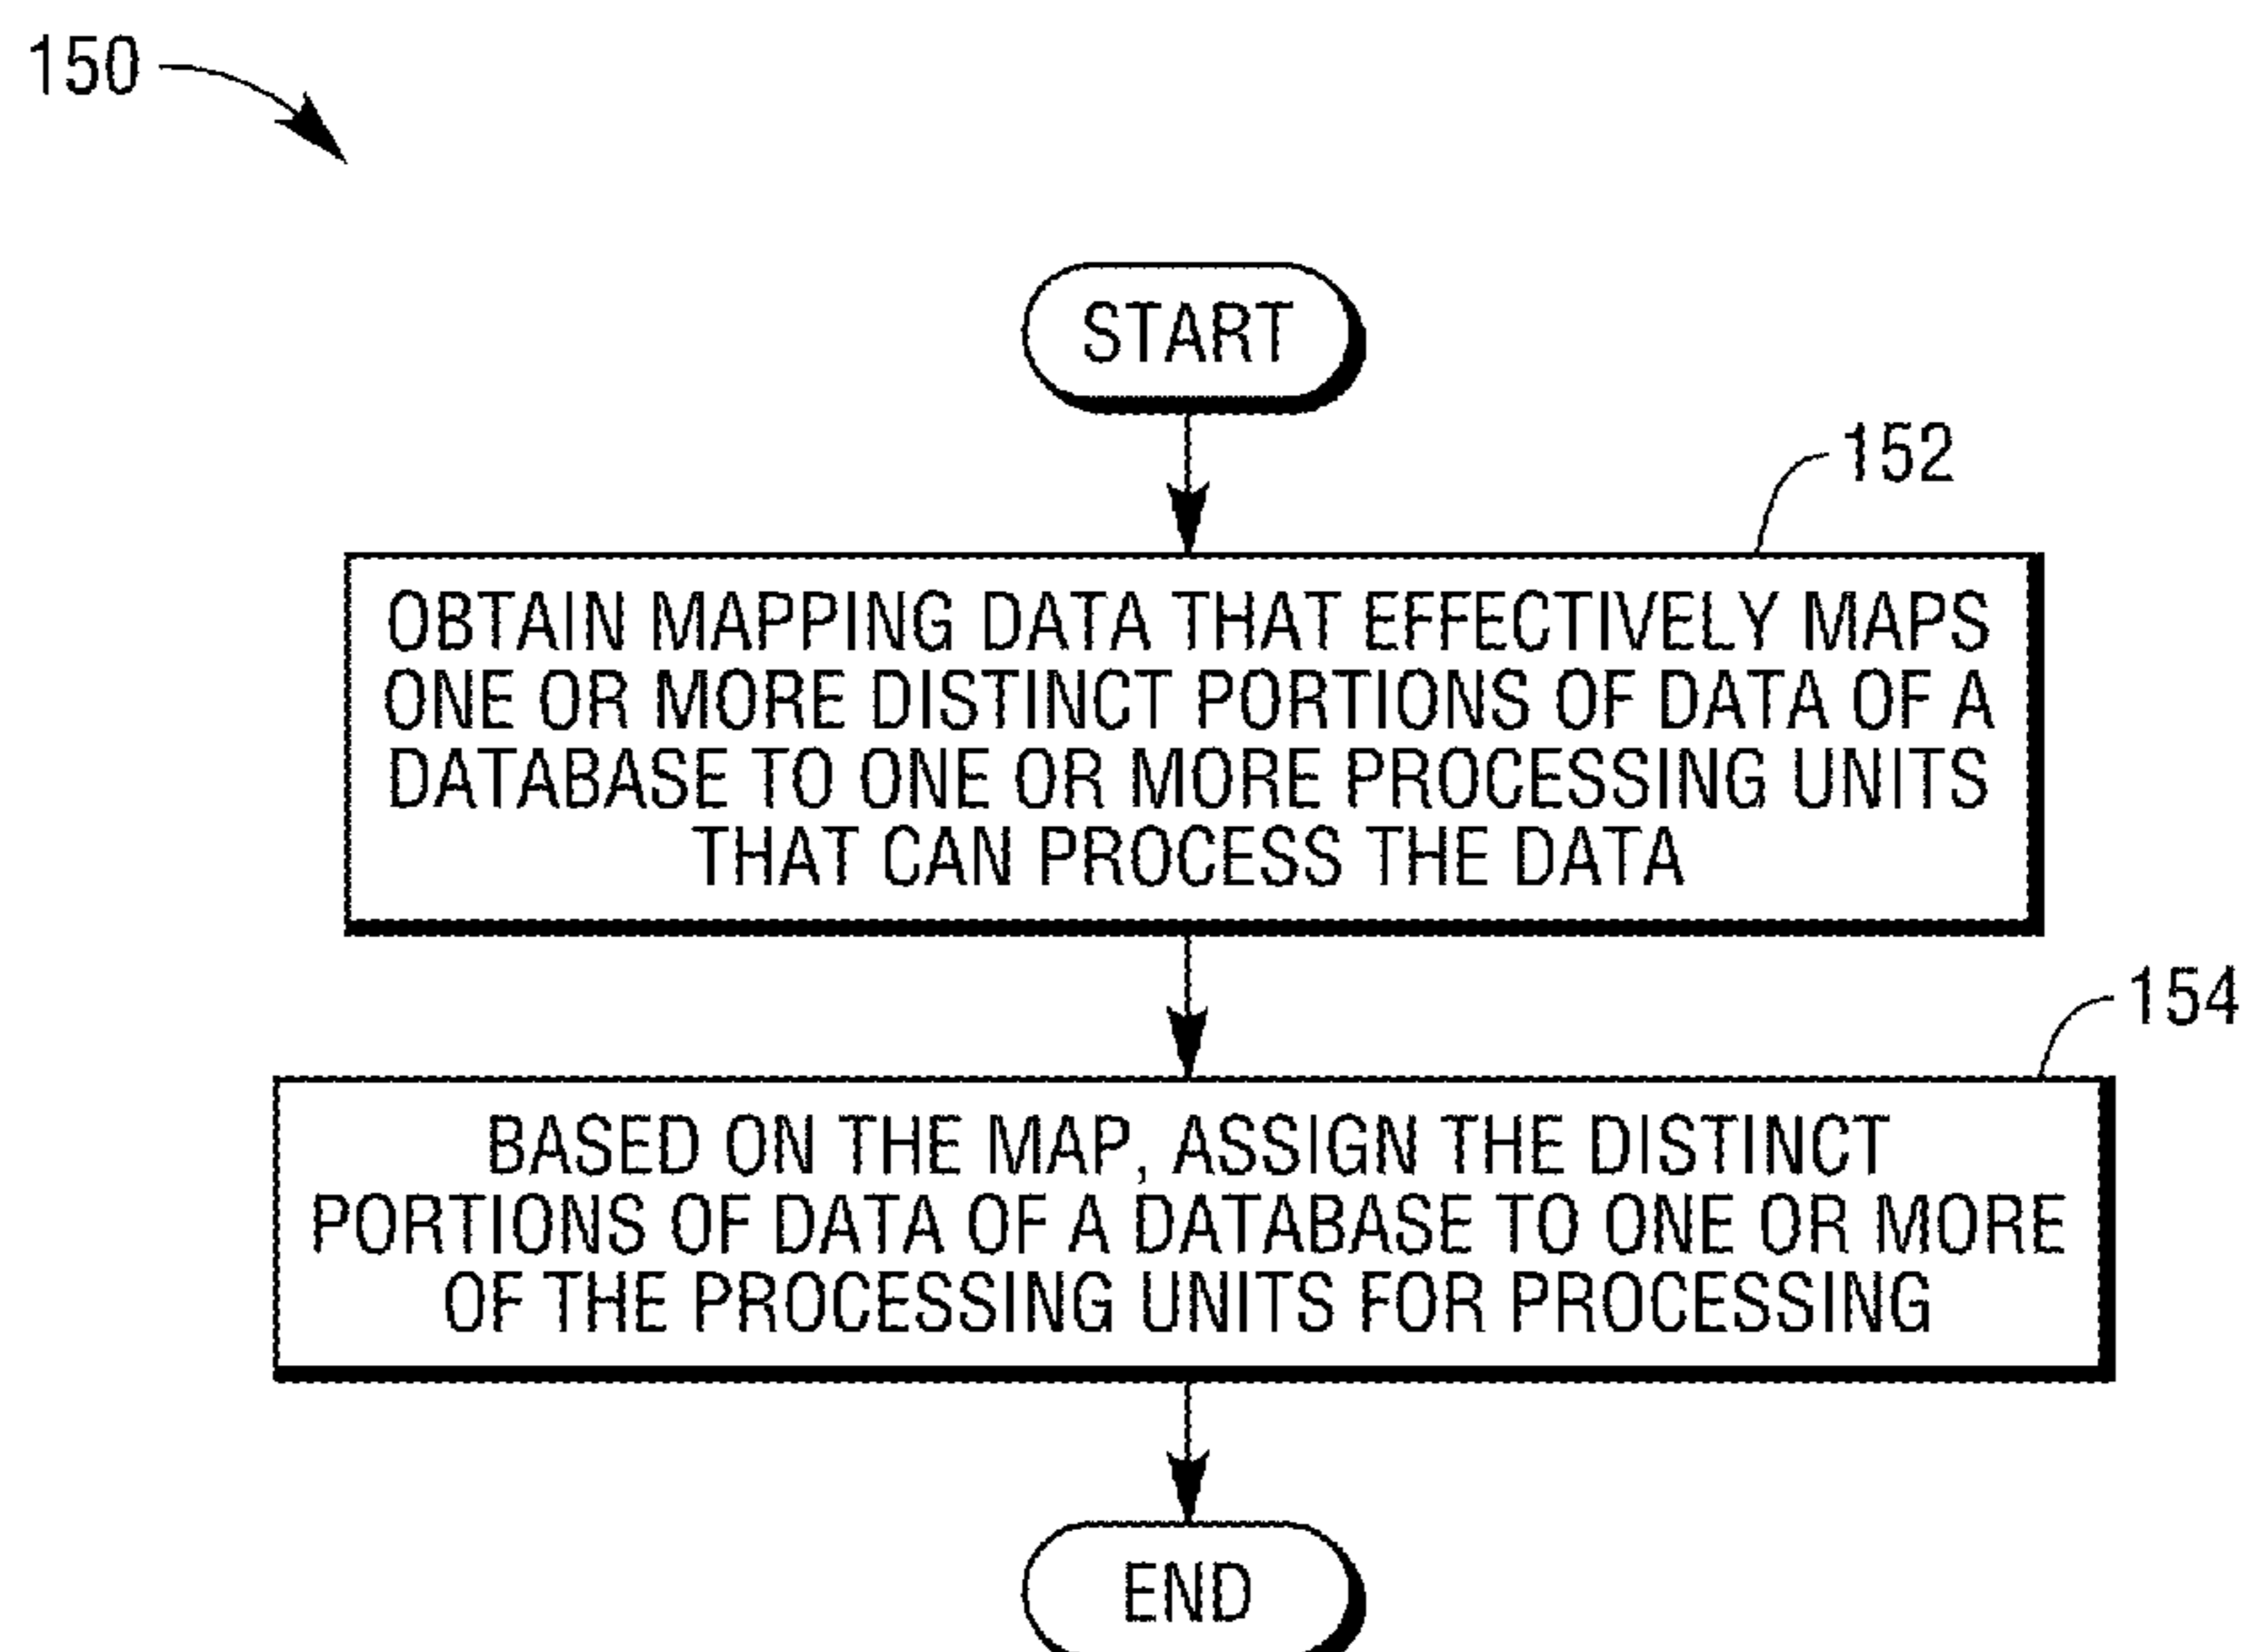 150
START
152
OBTAIN MAPPING DATA THAT EFFECTIVELY MAPS
ONE OR MORE DISTINCT PORTIONS OF DATA OF A
DATABASE TO ONE OR MORE PROCESSING UNITS
THAT CAN PROCESS THE DATA
154
BASED ON THE MAP, ASSIGN THE DISTINCT
PORTIONS OF DATA OF A DATABASE TO ONE OR MORE
OF THE PROCESSING UNITS FOR PROCESSING
END